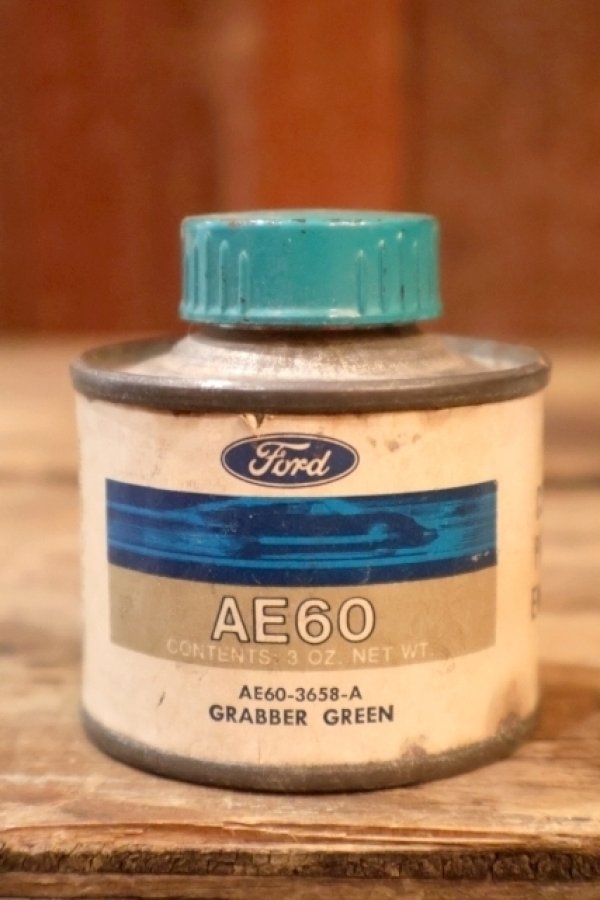 Ford
AE60
CONTENTS: 3 OZ. NET WT.
AE60-3658-A
GRABBER GREEN